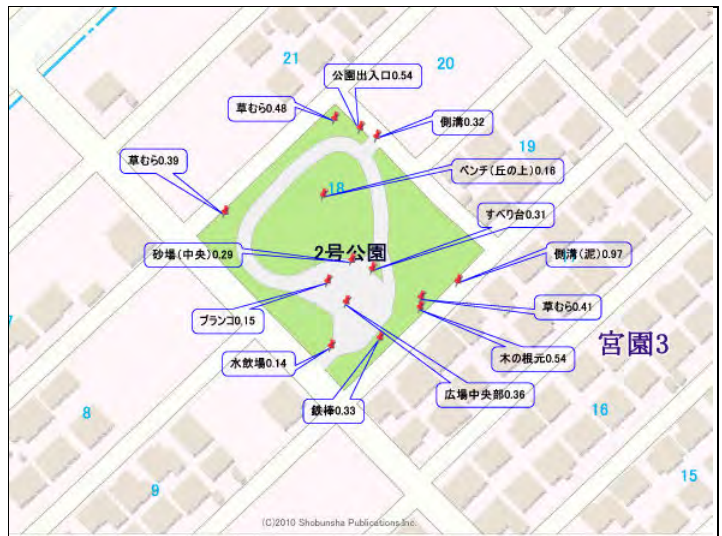 21
20
公園出入口0.54
草むら0.48
側溝0.32
19
草むら0.39
ベンチ(丘の上)0.16
18
すべり台0.31
2号公園
砂場(中央)0.29
側溝(泥)0.97
草むら0.41
ブランコ0.15
宮園3
木の根元0.54
水飲場0.14
広場中央部0.36
鉄棒0.33
8
16
9
15
(C)2010 Shobunsha Publications,Inc.